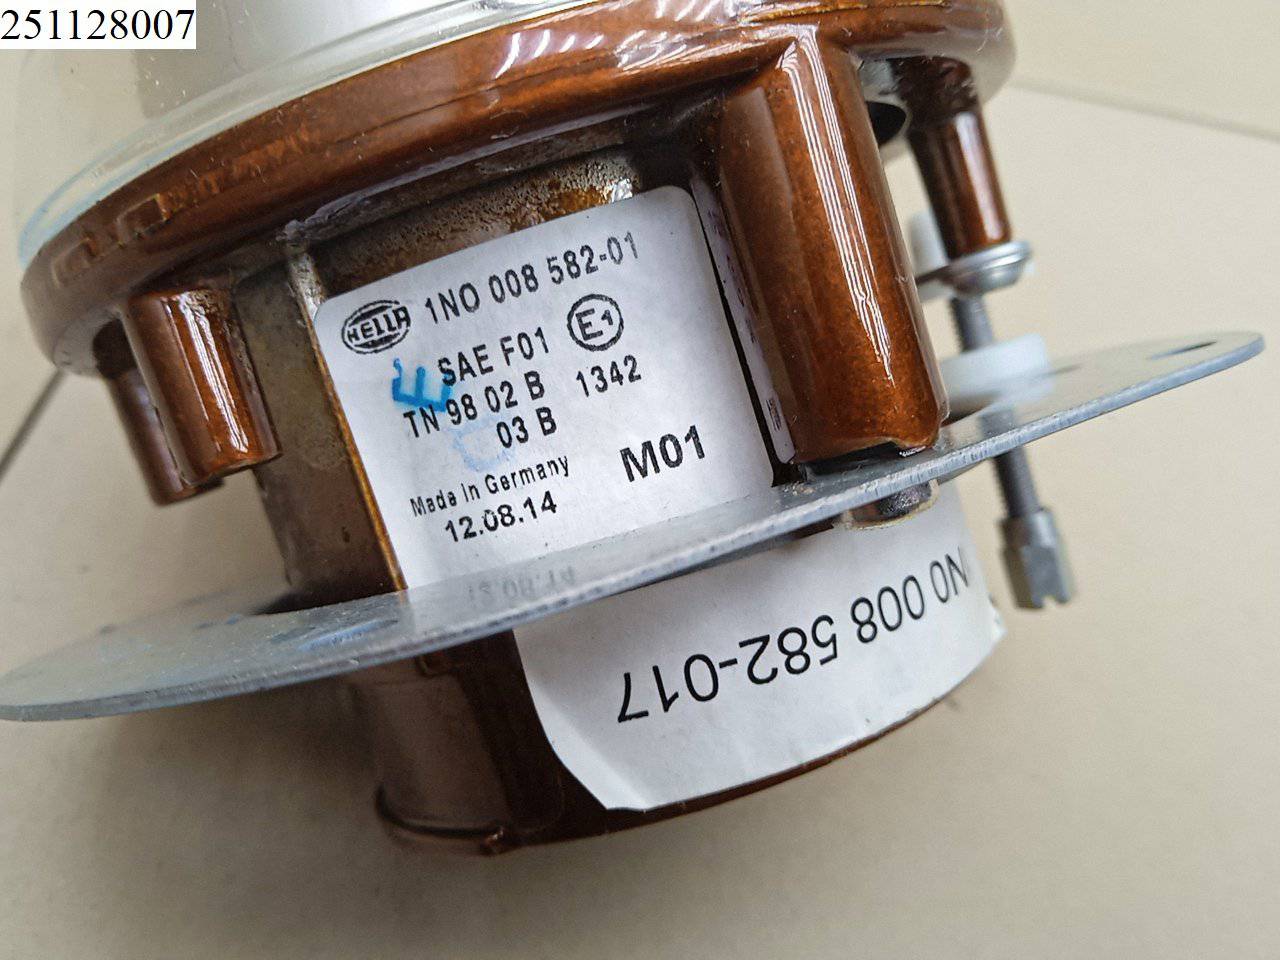 251128007
HELLA
1NO 008 582-01
SAE F01 E1
TN 98 02 B 1342
03 B
Made in Germany
12.08.14
M01
N0 008 582-017